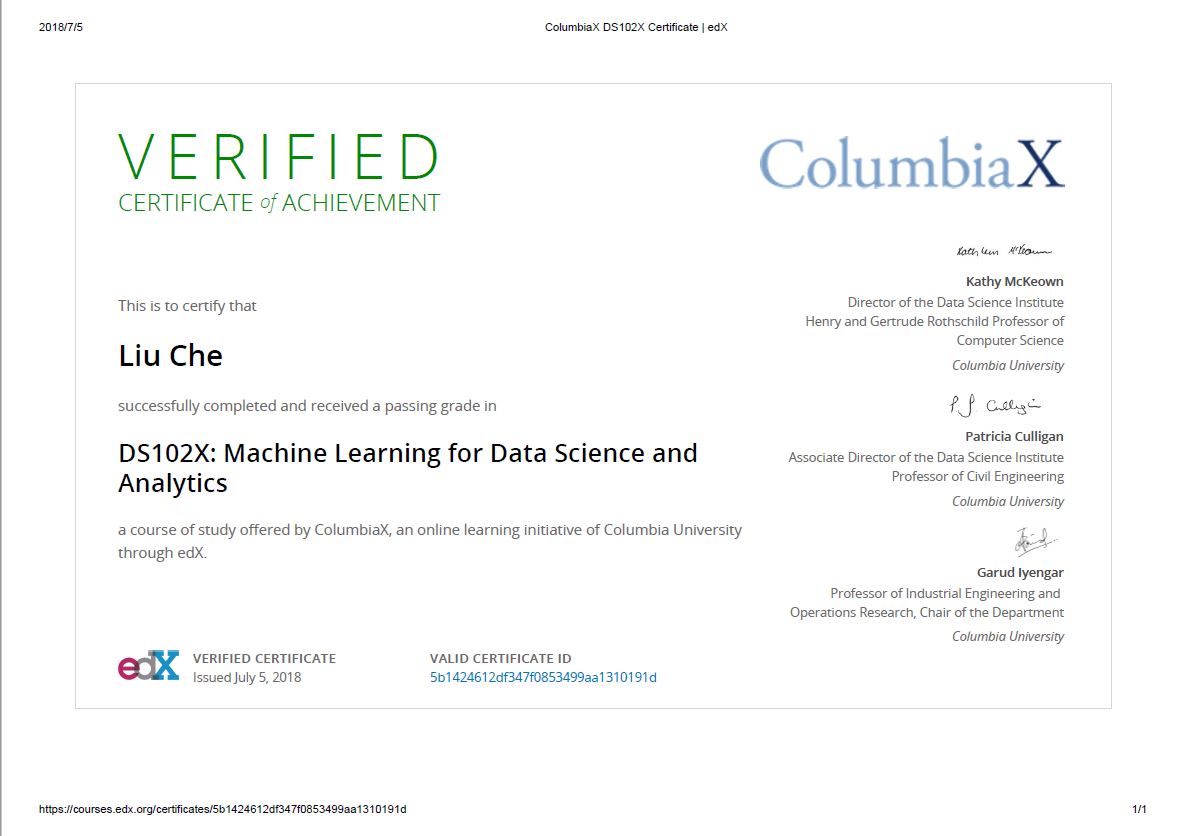 2018/7/5
ColumbiaX DS102X Certificate | edX
VERIFIED
CERTIFICATE of ACHIEVEMENT
ColumbiaX
This is to certify that
Liu Che
successfully completed and received a passing grade in
DS102X: Machine Learning for Data Science and
Analytics
a course of study offered by ColumbiaX, an online learning initiative of Columbia University
through edX.
Kathleen McKeown
Kathy McKeown
Director of the Data Science Institute
Henry and Gertrude Rothschild Professor of
Computer Science
Columbia University
P J Culligan
Patricia Culligan
Associate Director of the Data Science Institute
Professor of Civil Engineering
Columbia University
Garud Iyengar
Professor of Industrial Engineering and
Operations Research, Chair of the Department
Columbia University
edX
VERIFIED CERTIFICATE
Issued July 5, 2018
VALID CERTIFICATE ID
5b1424612df347f0853499aa1310191d
https://courses.edx.org/certificates/5b1424612df347f0853499aa1310191d
1/1